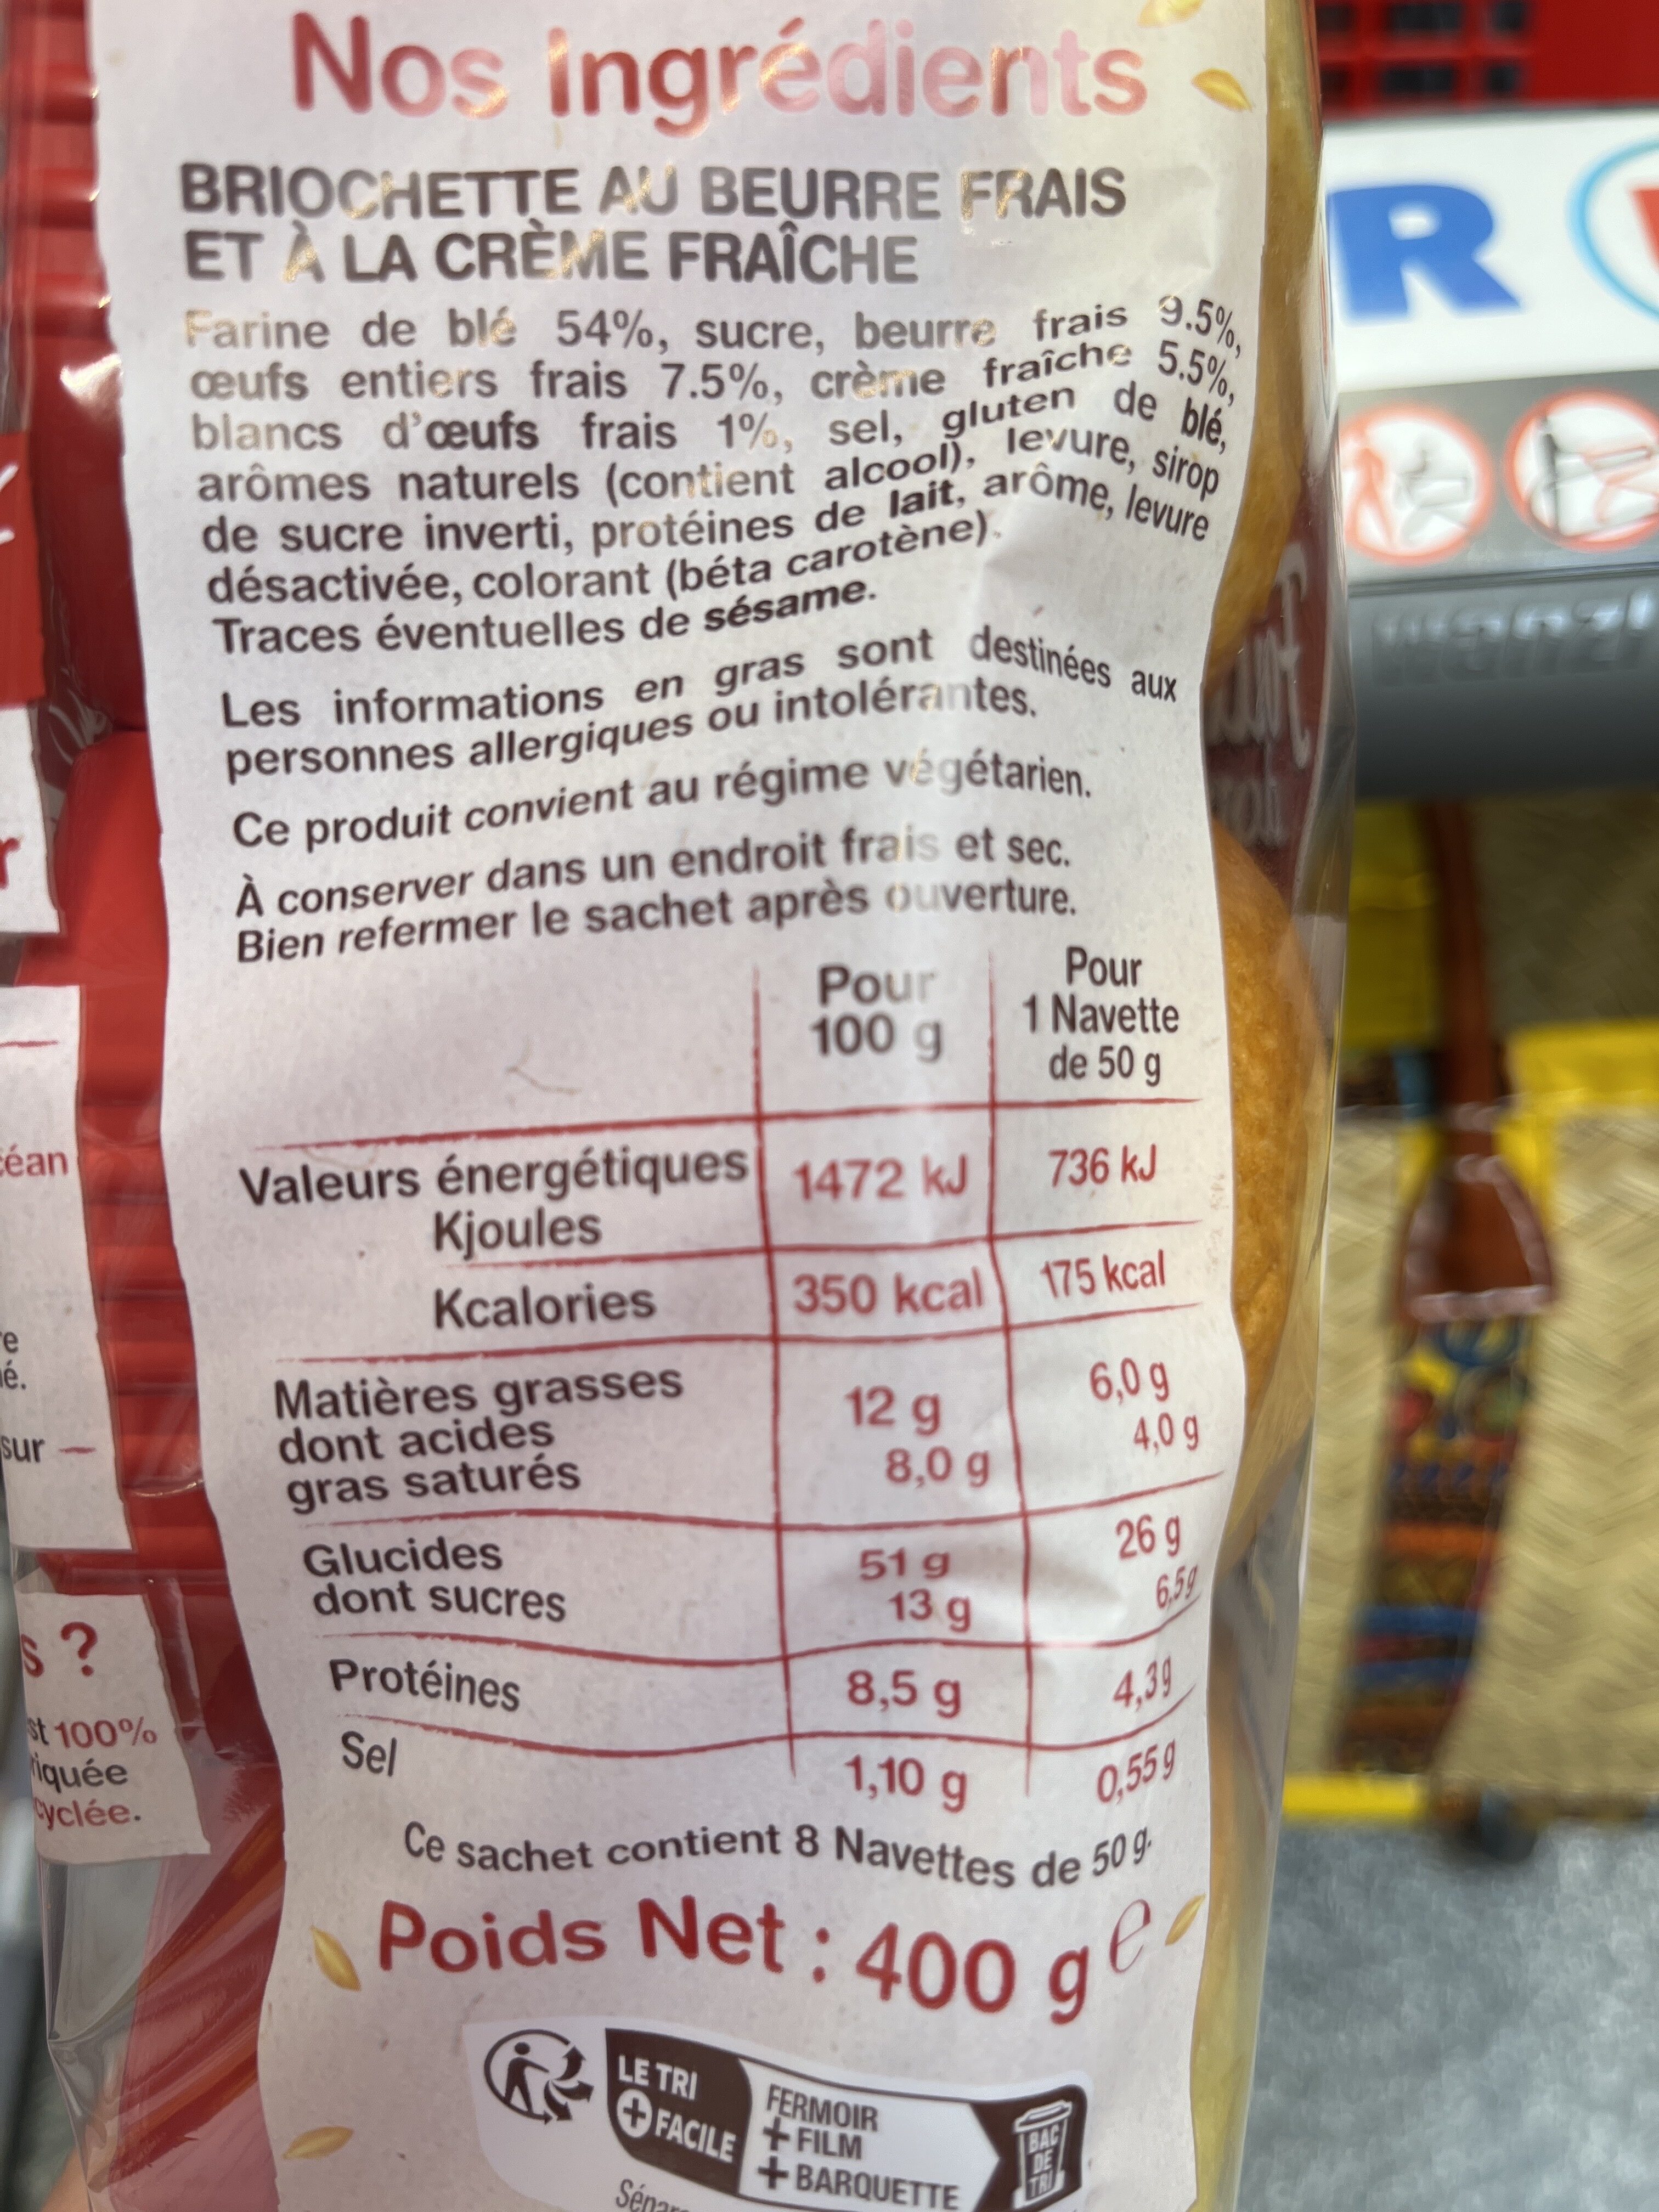 Nos Ingrédients
BRIOCHETTE AU BEURRE FRAIS
ET À LA CRÈME FRAÎCHE
Farine de blé 54%, sucre, beurre frais 9.5%,
œufs entiers frais 7.5%, crème fraîche 5.5%,
blancs d'œufs frais 1%, sel, gluten de blé,
arômes naturels (contient alcool), levure, sirop
de sucre inverti, protéines de lait, arôme, levure
désactivée, colorant (béta carotène).
Traces éventuelles de sésame.
Les informations en gras sont destinées aux
personnes allergiques ou intolérantes.
Ce produit convient au régime végétarien.
À conserver dans un endroit frais et sec.
Bien refermer le sachet après ouverture.
Pour 100 g
Pour 1 Navette de 50 g
Valeurs énergétiques Kjoules 1472 kJ 736 kJ
Kcalories 350 kcal 175 kcal
Matières grasses 12 g 6,0 g
dont acides gras saturés 8,0 g 4,0 g
Glucides 51 g 26 g
dont sucres 13 g 6,5 g
Protéines 8,5 g 4,3 g
Sel 1,10 g 0,55 g
Ce sachet contient 8 Navettes de 50 g.
Poids Net : 400 g e
LE TRI
+ FACILE
FERMOIR
+ FILM
+ BARQUETTE
BAC
DE
TRI
R
sur
s ?
100%